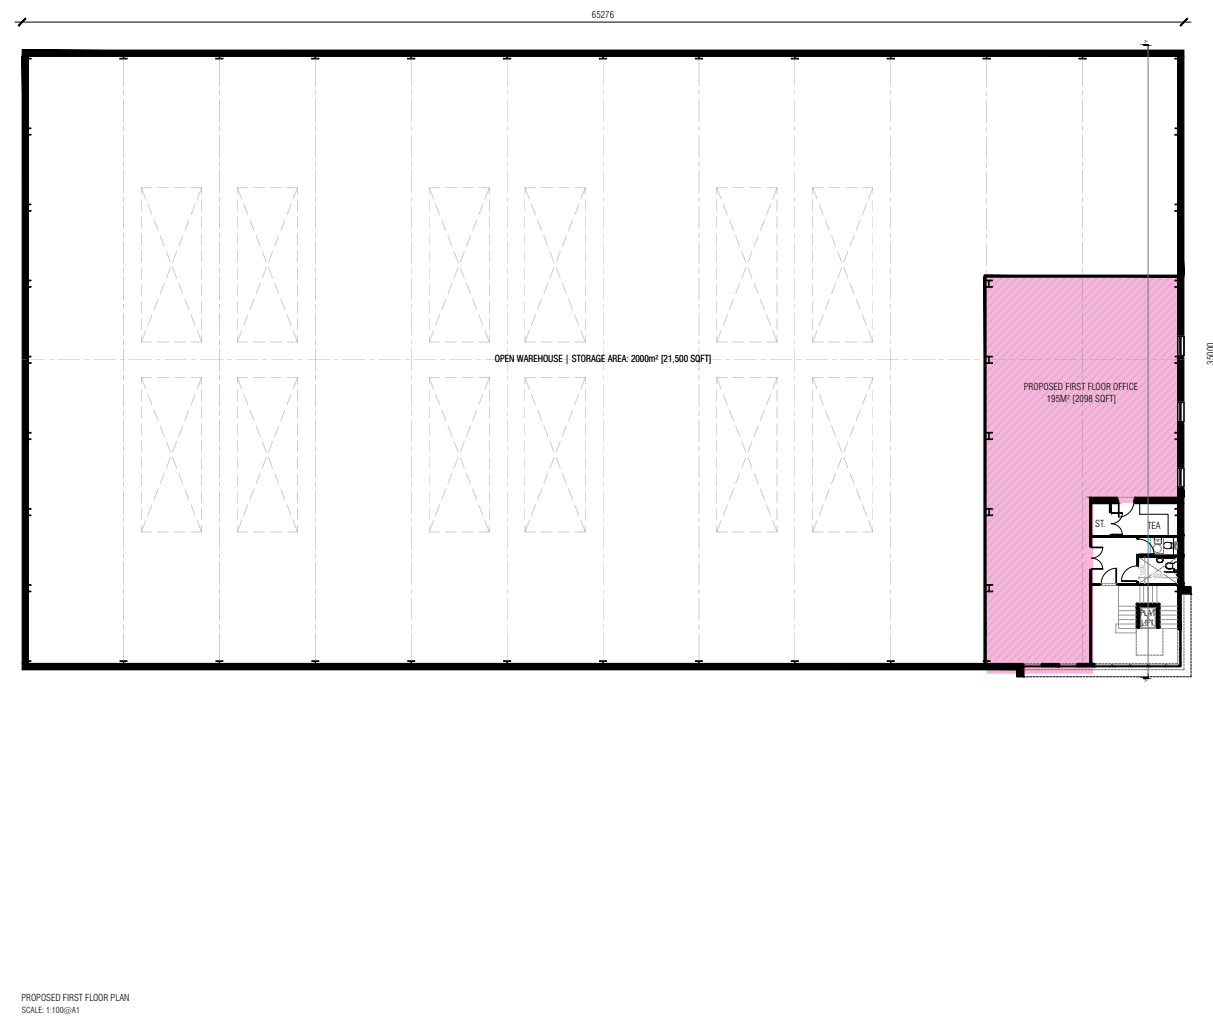 65276
35000
OPEN WAREHOUSE | STORAGE AREA: 2000m² [21,500 SQFT]
PROPOSED FIRST FLOOR OFFICE
195M² [2098 SQFT]
ST.
TEA
PLAT
LIFT
PROPOSED FIRST FLOOR PLAN
SCALE: 1:100@A1